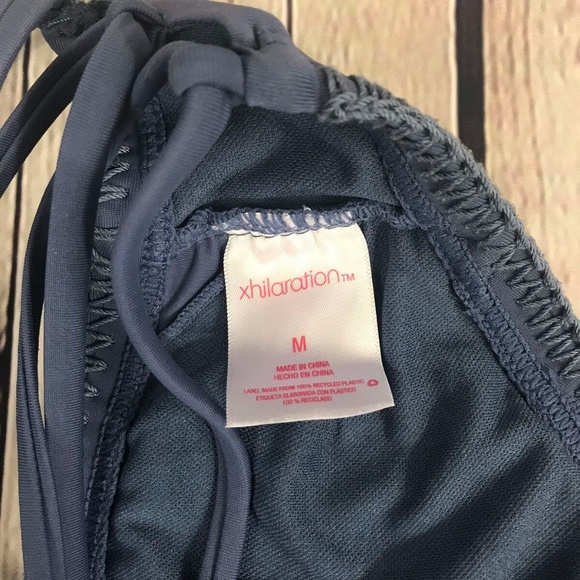 xhilaration™
M
MADE IN CHINA
HECHO EN CHINA
LABEL MADE FROM 100% RECYCLED PLASTIC
ETIQUETA ELABORADA CON PLÁSTICO
100 % RECICLADO